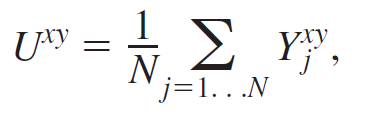 U^{xy} = \frac{1}{N} \sum_{j=1...N} Y_j^{xy},